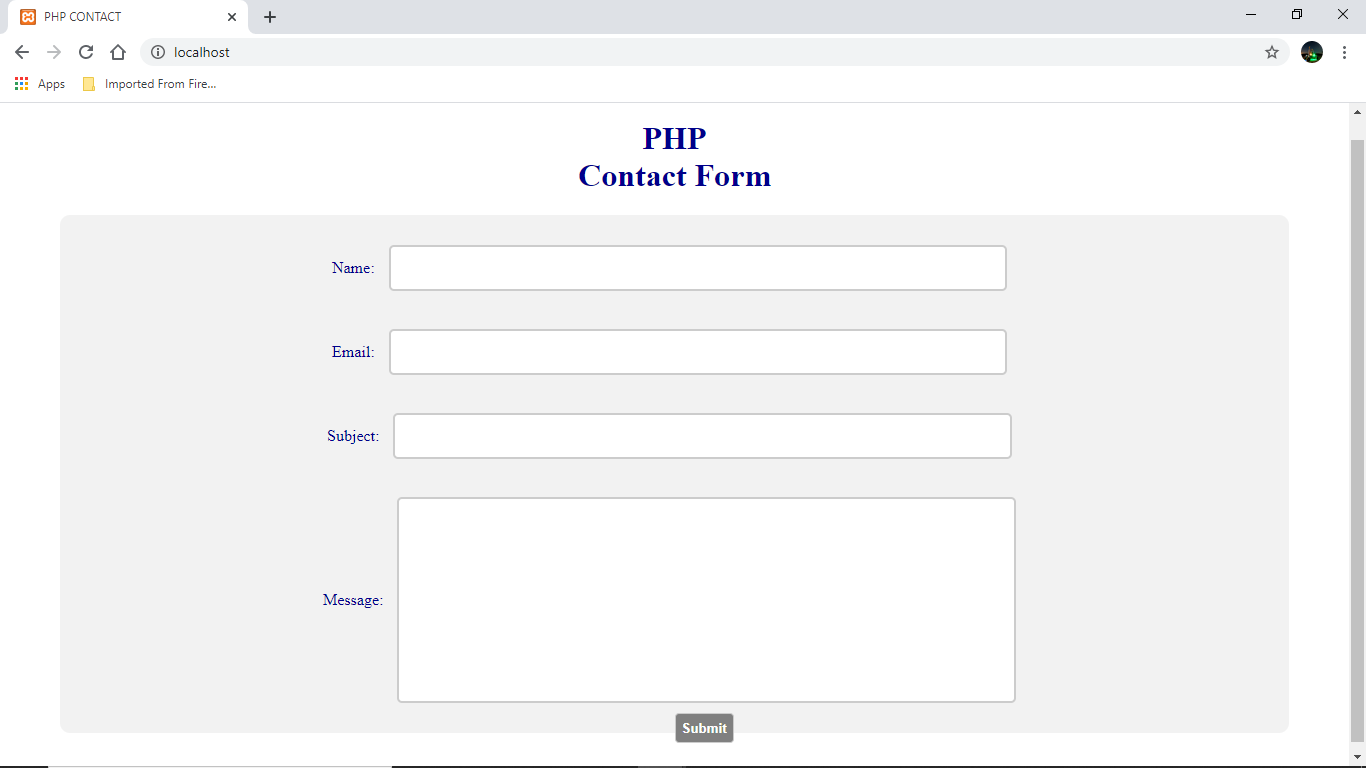 PHP CONTACT
localhost
Apps
Imported From Fire...
PHP
Contact Form
Name:
Email:
Subject:
Message:
Submit